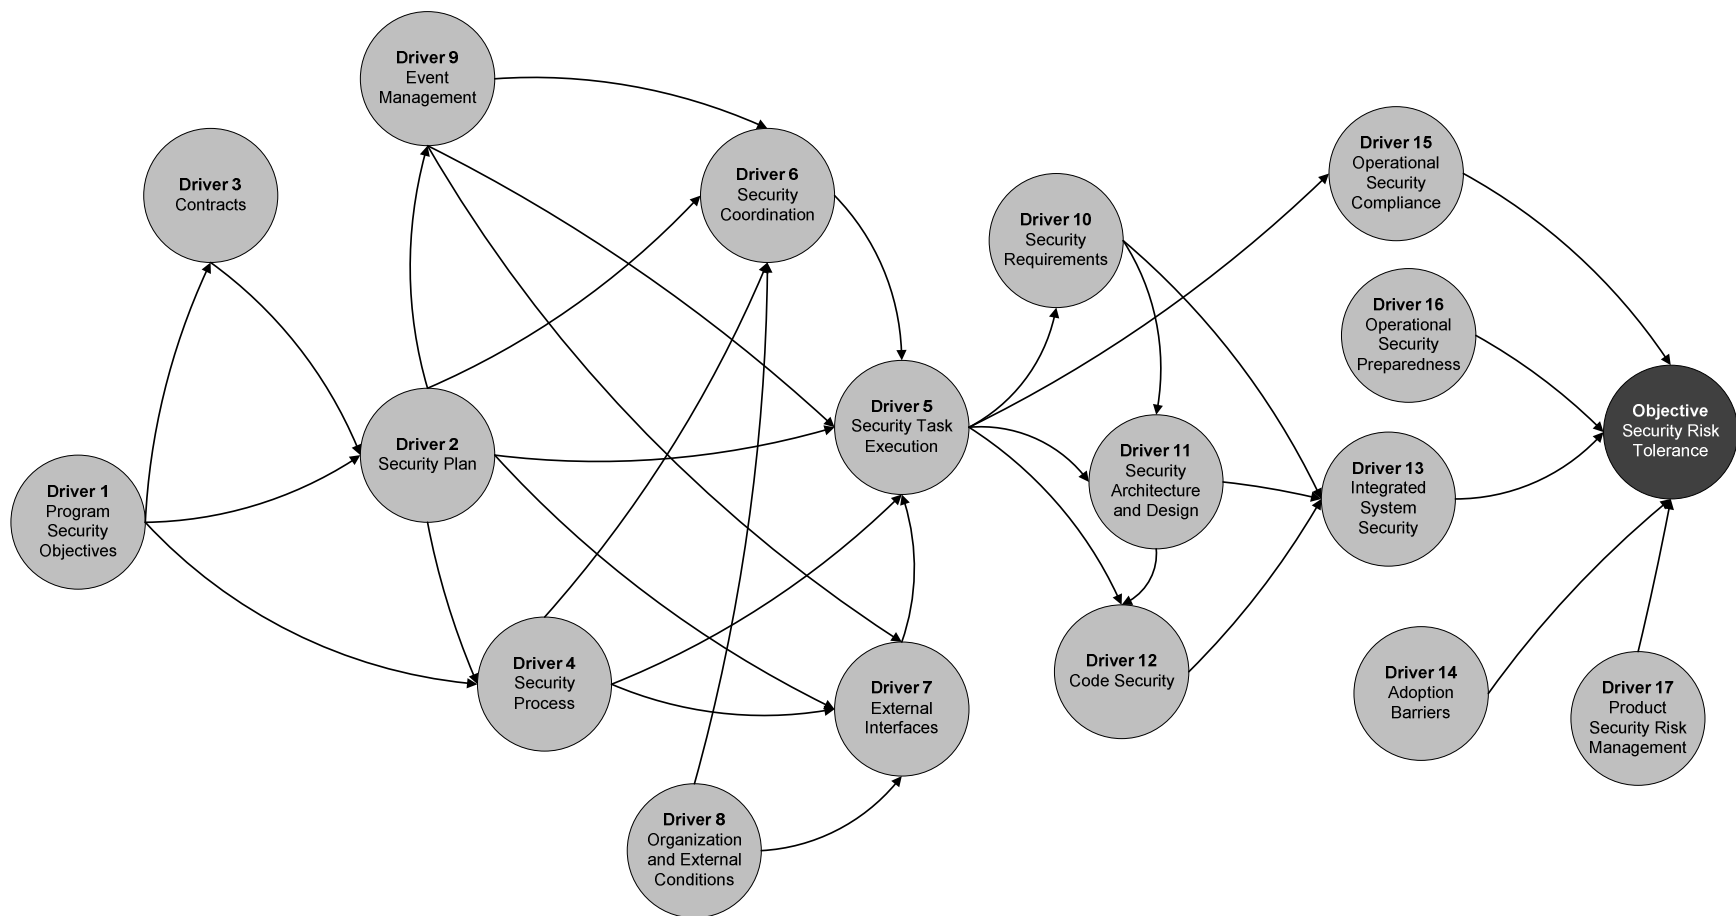 Driver 9
Event
Management
Driver 3
Contracts
Driver 6
Security
Coordination
Driver 15
Operational
Security
Compliance
Driver 10
Security
Requirements
Driver 16
Operational
Security
Preparedness
Driver 2
Security Plan
Driver 5
Security Task
Execution
Objective
Security Risk
Tolerance
Driver 1
Program
Security
Objectives
Driver 11
Security
Architecture
and Design
Driver 13
Integrated
System
Security
Driver 4
Security
Process
Driver 7
External
Interfaces
Driver 12
Code Security
Driver 14
Adoption
Barriers
Driver 17
Product
Security Risk
Management
Driver 8
Organization
and External
Conditions